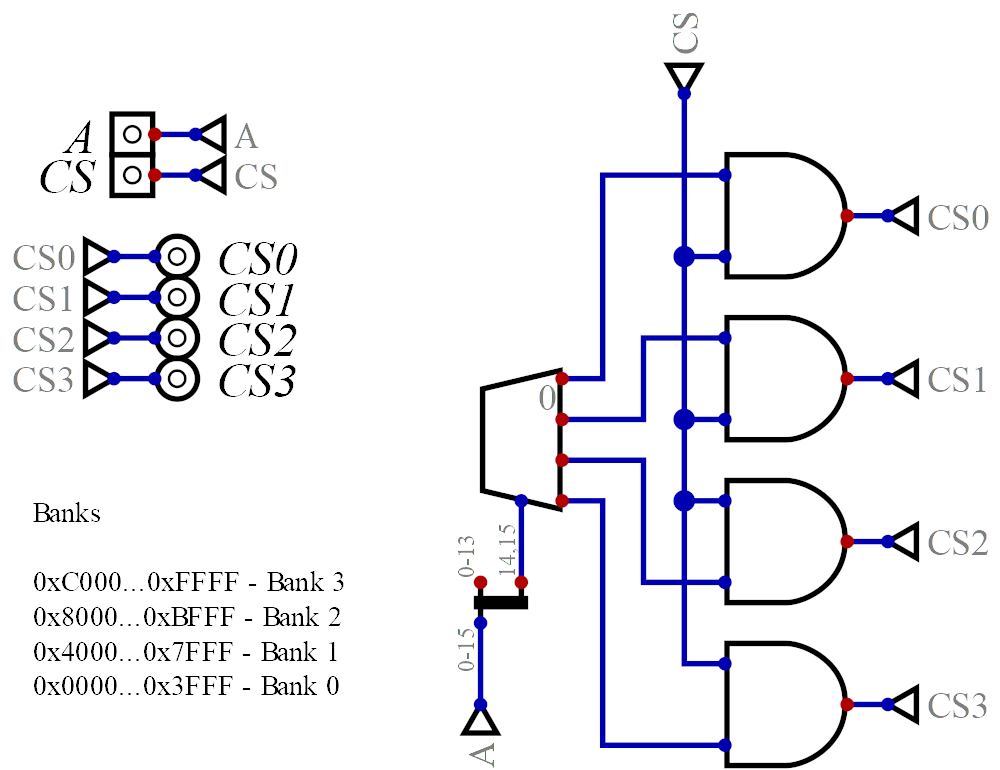 CS
A A
CS CS
CS0 CS0
CS1 CS1
CS2 CS2
CS3 CS3
CS0
CS1
0
CS2
CS3
0-13
14,15
0-15
A
Banks
0xC000...0xFFFF - Bank 3
0x8000...0xBFFF - Bank 2
0x4000...0x7FFF - Bank 1
0x0000...0x3FFF - Bank 0